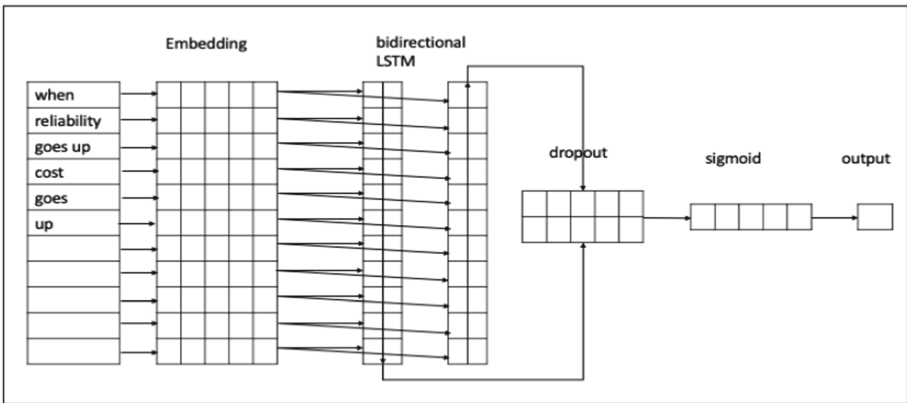 Embedding
bidirectional
LSTM
when
reliability
goes up
cost
goes
up
dropout
sigmoid
output